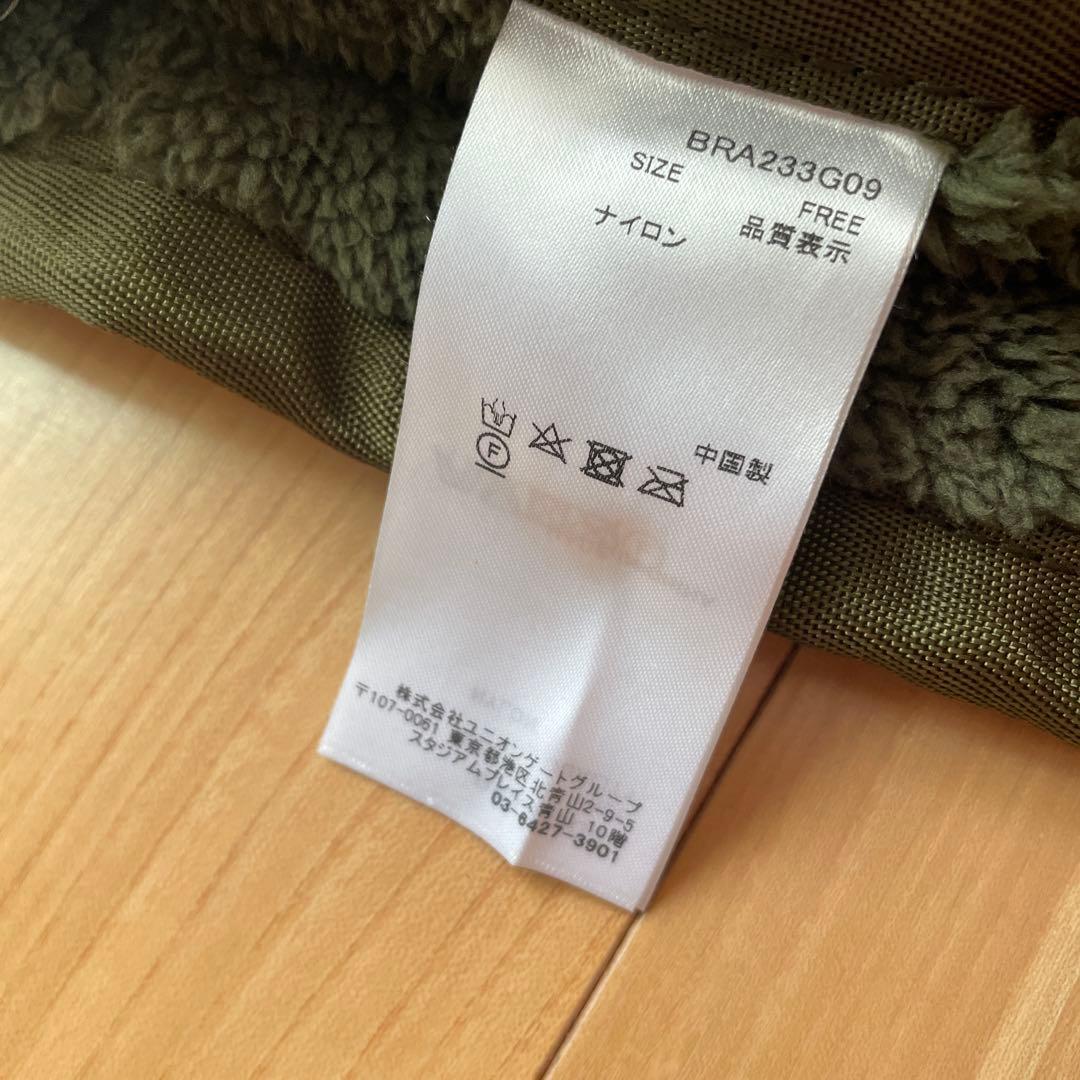 BRA233G09
SIZE
FREE
品質表示
ナイロン
中国製
F
株式会社ユニオンゲートグループ
〒107-0061 東京都港区北青山2-9-5
スタジアムプレイス青山 10階
03-6427-3901